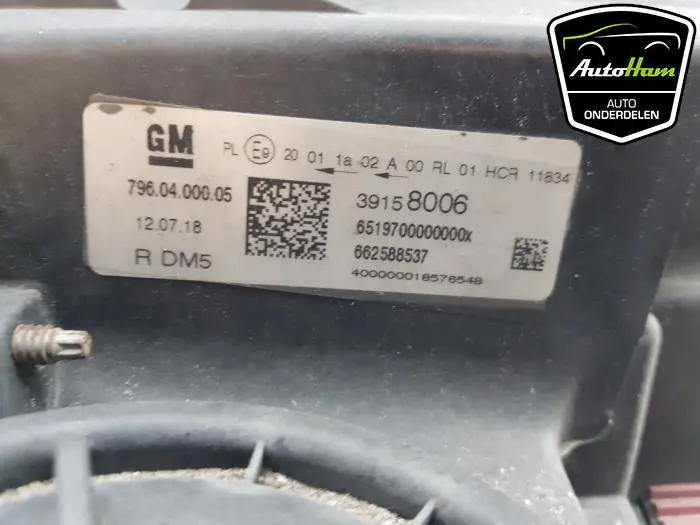 AutoHam
AUTO
ONDERDELEN
GM
PL E9 20 01 1a 02 A 00 RL 01 HCR 11834
796.04.000.05
39158006
12.07.18
6519700000000x
662588537
R DM5
400000018576548